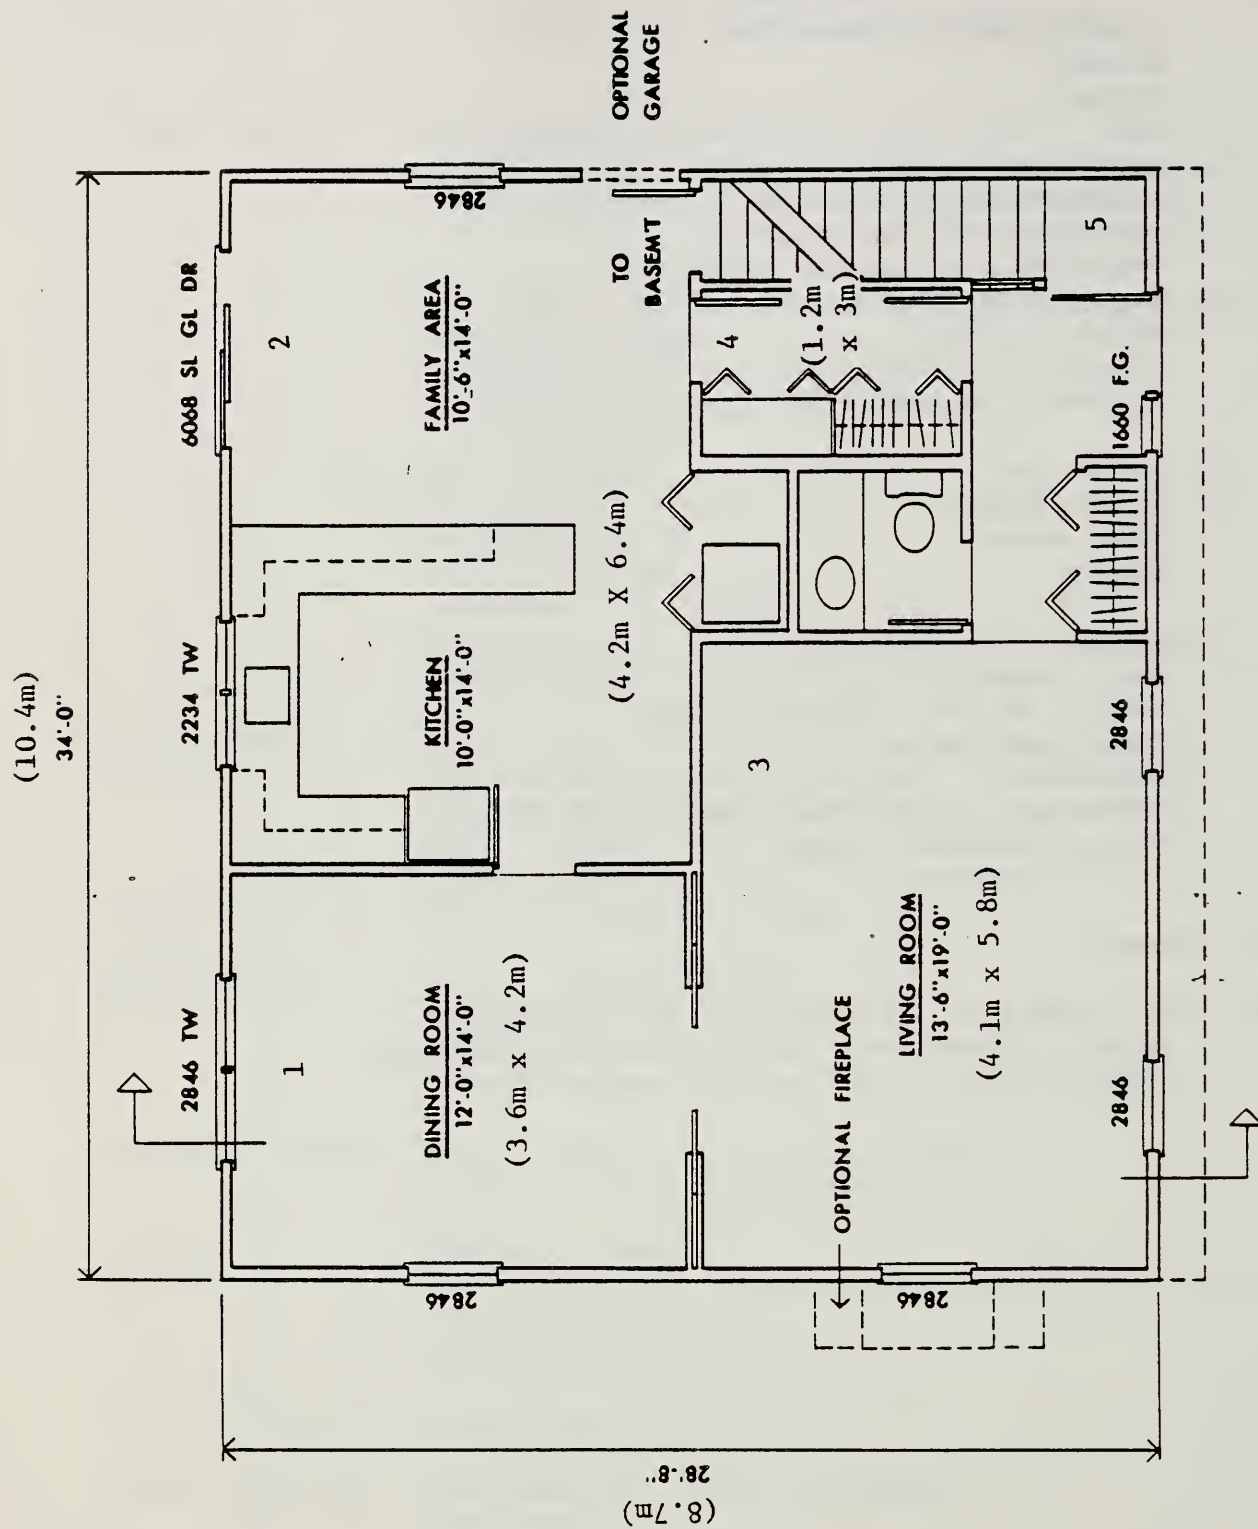 (10.4m)
34'-0"
2846 TW
2234 TW
6068 SL GL DR
1
2
DINING ROOM
12'-0"x14'-0"
(3.6m x 4.2m)
KITCHEN
10'-0"x14'-0"
FAMILY AREA
10'-6"x14'-0"
(4.2m X 6.4m)
2846
2846
TO
BASEM'T
OPTIONAL
GARAGE
3
4
(1.2m
x 3m)
5
OPTIONAL FIREPLACE
LIVING ROOM
13'-6"x19'-0"
(4.1m x 5.8m)
2846
2846
2846
1660 F.G.
28'-8"
(8.7m)